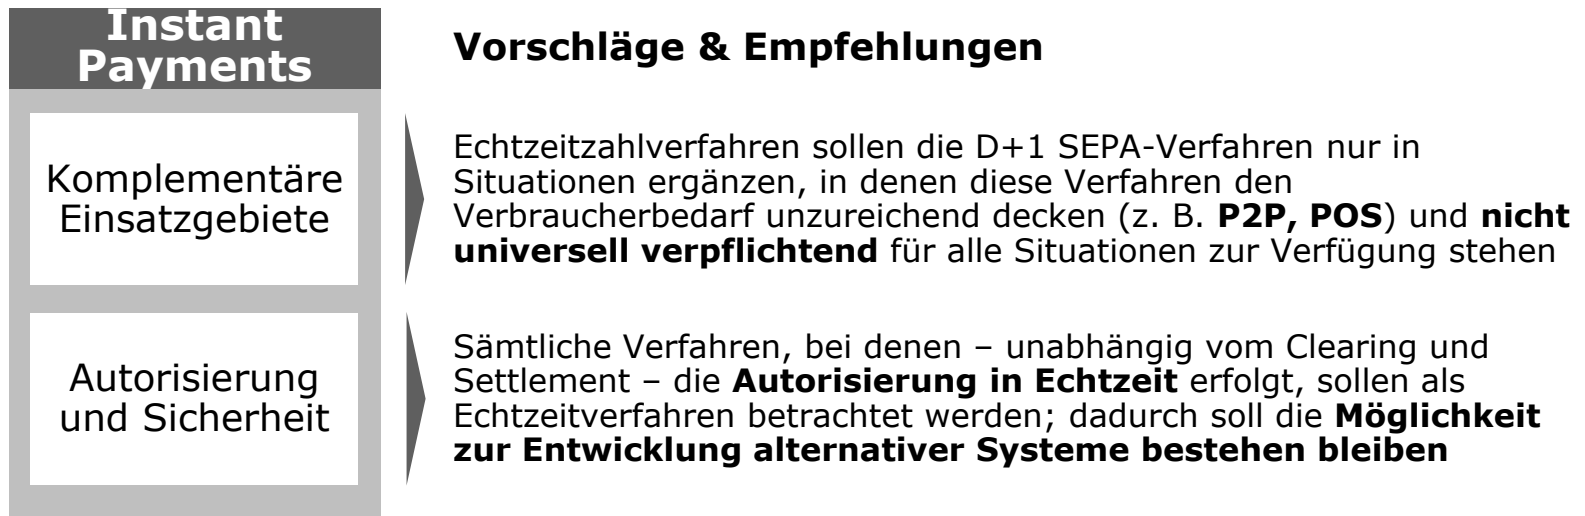 Instant
Payments
Vorschläge & Empfehlungen
Komplementäre
Einsatzgebiete
Echtzeitzahlverfahren sollen die D+1 SEPA-Verfahren nur in
Situationen ergänzen, in denen diese Verfahren den
Verbraucherbedarf unzureichend decken (z. B. P2P, POS) und nicht
universell verpflichtend für alle Situationen zur Verfügung stehen
Autorisierung
und Sicherheit
Sämtliche Verfahren, bei denen – unabhängig vom Clearing und
Settlement – die Autorisierung in Echtzeit erfolgt, sollen als
Echtzeitverfahren betrachtet werden; dadurch soll die Möglichkeit
zur Entwicklung alternativer Systeme bestehen bleiben